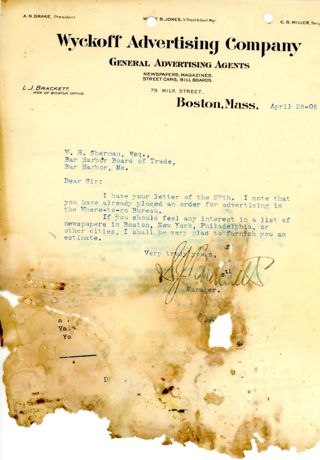 A. N. DRAKE, President
B. JONES, V. Prest & Genl. Mgr.
C. B. MILLER, Secy
Wyckoff Advertising Company
GENERAL ADVERTISING AGENTS
NEWSPAPERS, MAGAZINES,
STREET CARS, BILL BOARDS.
L. J. BRACKETT,
MGR OF BOSTON OFFICE.
79 MILK STREET.
Boston, Mass. April 28-08
W. H. Sherman, Esq.,
Bar Harbor Board of Trade,
Bar Harbor, Me.
Dear Sir:
I have your letter of the 27th. I note that
you have already placed an order for advertising in
the Where-to-go Bureau.
If you should feel any interest in a list of
newspapers in Boston, New York, Philadelphia, or
other cities, I shall be very glad to furnish you an
estimate.
Very truly yours,
Manager.
Va
Yo
D